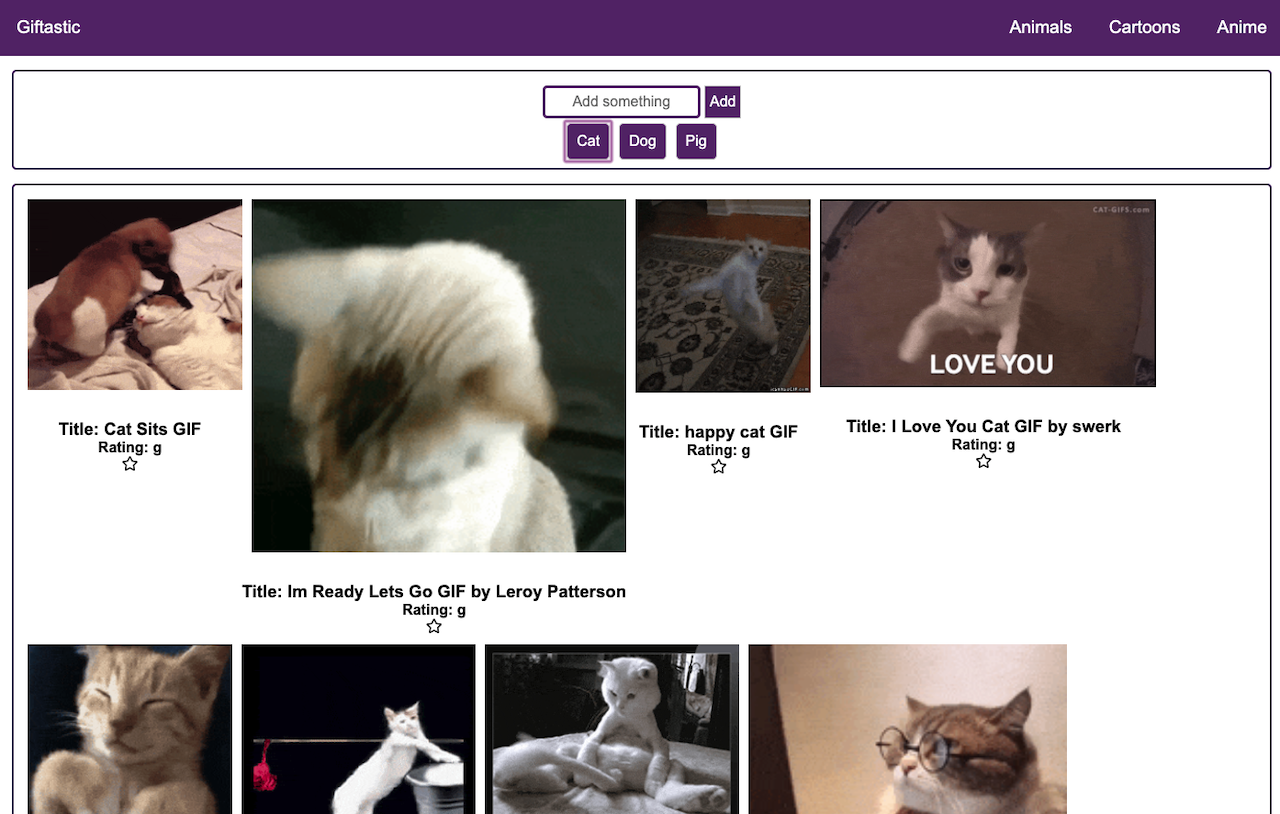 Giftastic
Animals
Cartoons
Anime
Add something
Add
Cat
Dog
Pig
CAT-GIFS.com
LOVE YOU
Title: Cat Sits GIF
Rating: g
Title: Im Ready Lets Go GIF by Leroy Patterson
Rating: g
Title: happy cat GIF
Rating: g
Title: I Love You Cat GIF by swerk
Rating: g